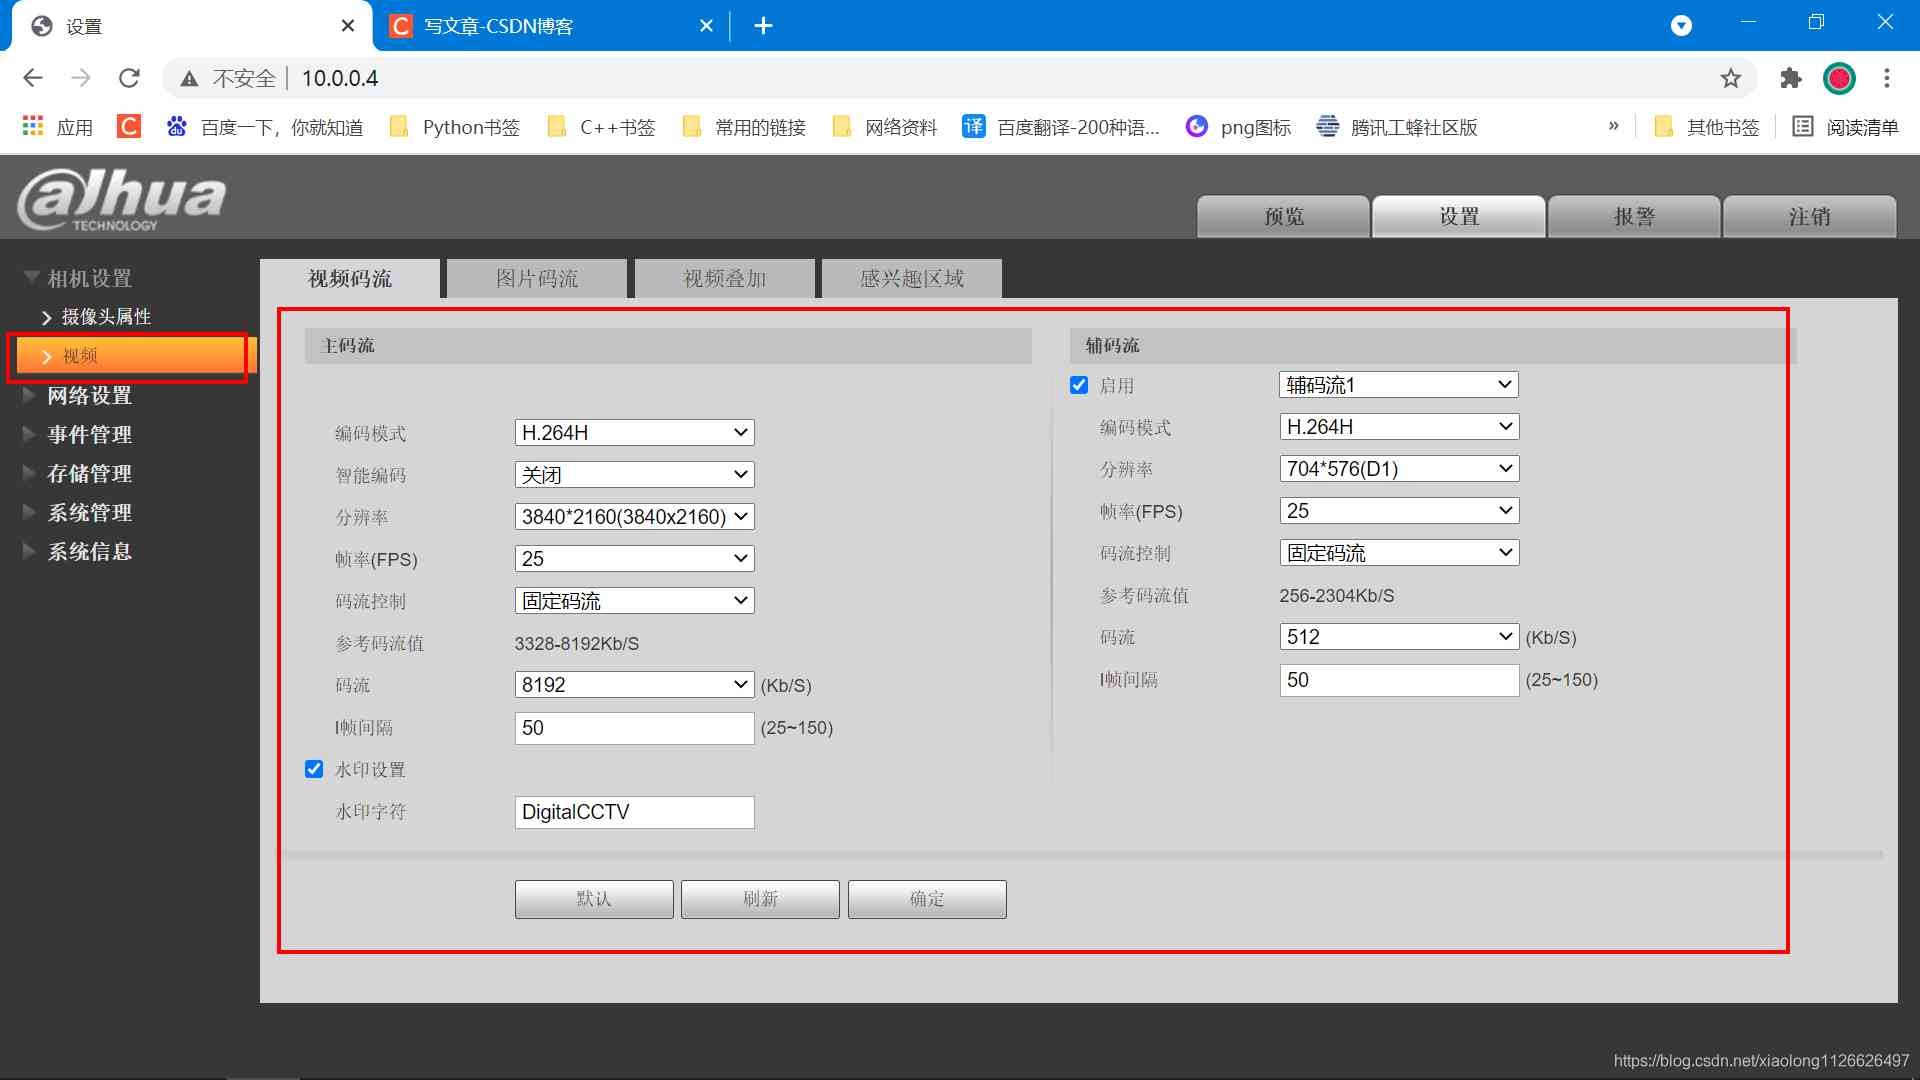 设置
写文章-CSDN博客
不安全 10.0.0.4
应用 百度一下，你就知道 Python书签 C++书签 常用的链接 网络资料 百度翻译-200种语... png图标 腾讯工蜂社区版 » 其他书签 阅读清单
alhua
TECHNOLOGY
预览 设置 报警 注销
相机设置
摄像头属性
视频
网络设置
事件管理
存储管理
系统管理
系统信息
视频码流 图片码流 视频叠加 感兴趣区域
主码流
编码模式 H.264H
智能编码 关闭
分辨率 3840*2160(3840x2160)
帧率(FPS) 25
码流控制 固定码流
参考码流值 3328-8192Kb/S
码流 8192 (Kb/S)
I帧间隔 50 (25~150)
水印设置
水印字符 DigitalCCTV
辅码流
启用 辅码流1
编码模式 H.264H
分辨率 704*576(D1)
帧率(FPS) 25
码流控制 固定码流
参考码流值 256-2304Kb/S
码流 512 (Kb/S)
I帧间隔 50 (25~150)
默认 刷新 确定
https://blog.csdn.net/xiaolong1126626497